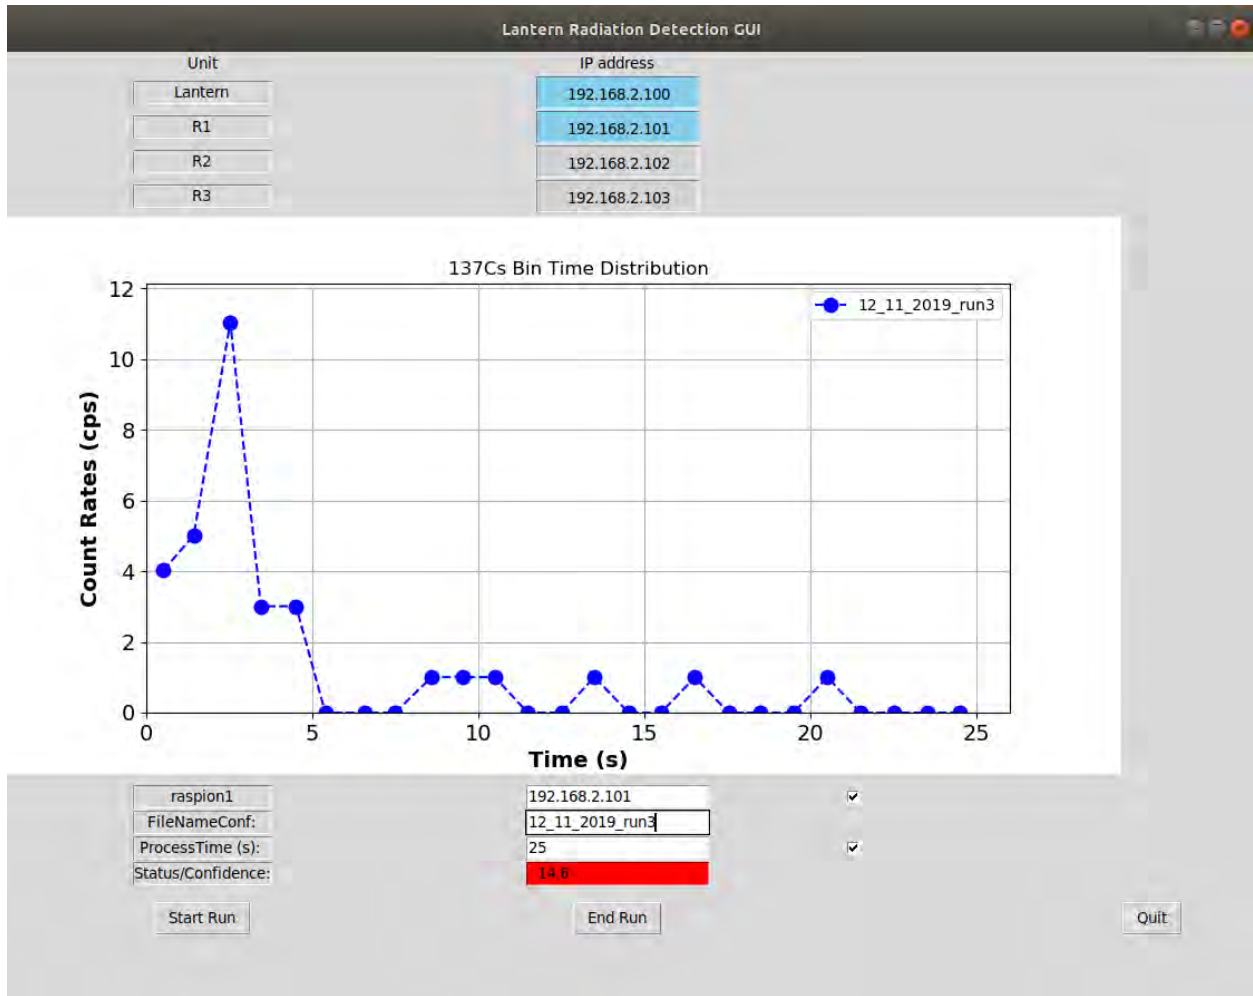 Lantern Radiation Detection GUI
Unit IP address
Lantern 192.168.2.100
R1 192.168.2.101
R2 192.168.2.102
R3 192.168.2.103
137Cs Bin Time Distribution
12_11_2019_run3
12
10
8
6
4
2
0
Count Rates (cps)
0 5 10 15 20 25
Time (s)
raspion1 192.168.2.101
FileNameConf: 12_11_2019_run3
ProcessTime (s): 25
Status/Confidence: 14.6
Start Run End Run Quit